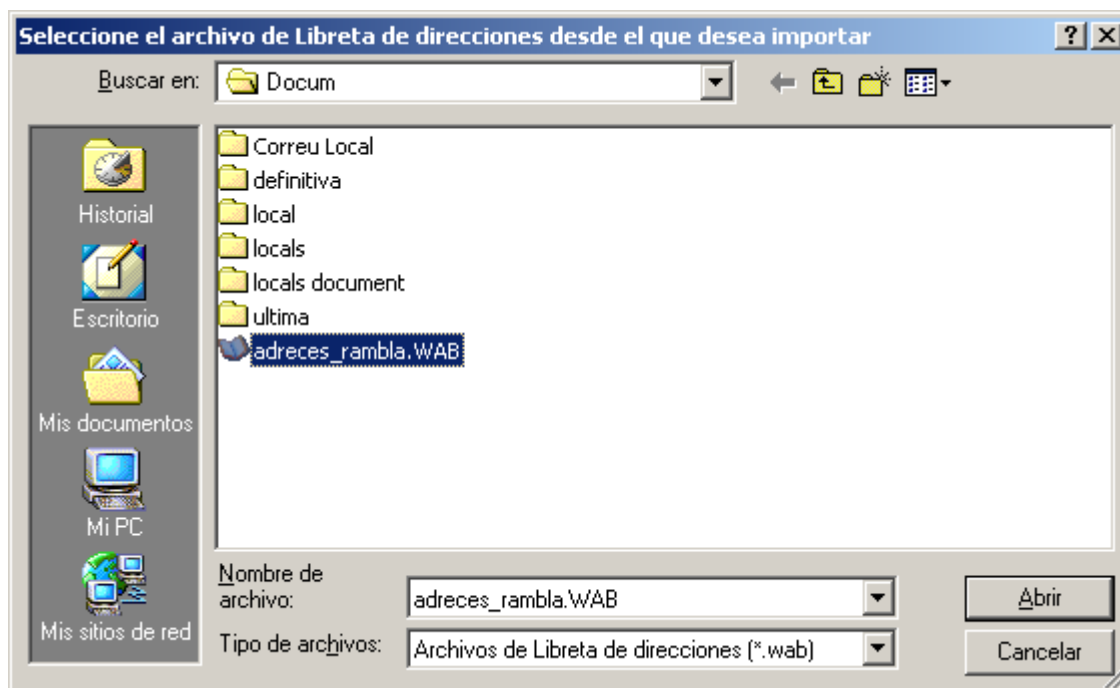 Seleccione el archivo de Libreta de direcciones desde el que desea importar
Buscar en: Docum
Historial
Escritorio
Mis documentos
Mi PC
Mis sitios de red
Correu Local
definitiva
local
locals
locals document
ultima
adreces_rambla.WAB
Nombre de
archivo: adreces_rambla.WAB
Abrir
Tipo de archivos: Archivos de Libreta de direcciones (*.wab)
Cancelar